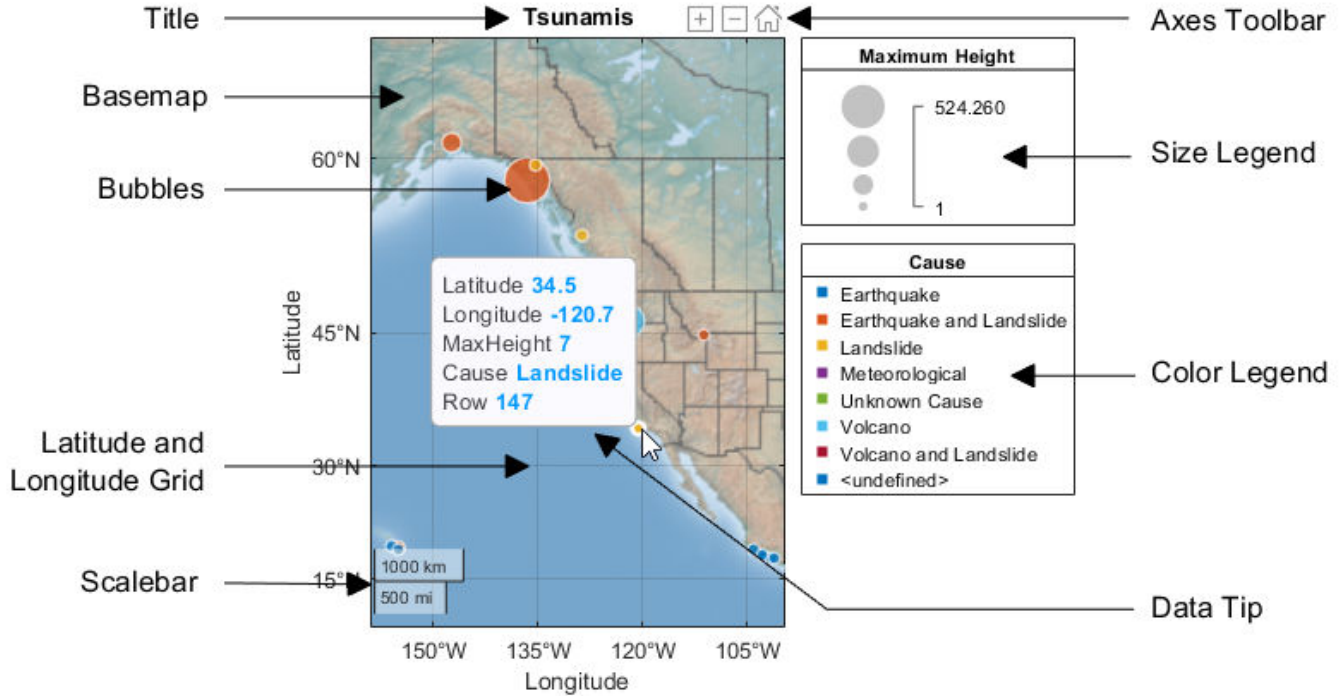 Title
Tsunamis
Axes Toolbar
Basemap
Bubbles
Latitude and
Longitude Grid
Scalebar
Latitude
60°N
45°N
30°N
15°N
Latitude 34.5
Longitude -120.7
MaxHeight 7
Cause Landslide
Row 147
1000 km
500 mi
150°W
135°W
120°W
105°W
Longitude
Maximum Height
524.260
1
Size Legend
Cause
Earthquake
Earthquake and Landslide
Landslide
Meteorological
Unknown Cause
Volcano
Volcano and Landslide
<undefined>
Color Legend
Data Tip